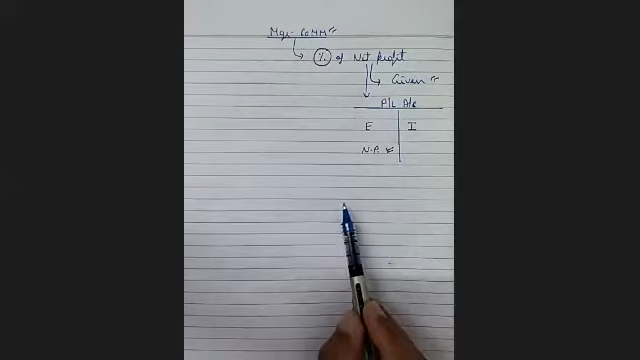 Mgr. COMM
% of Net profit
Given
P/L A/c
E I
N.P.